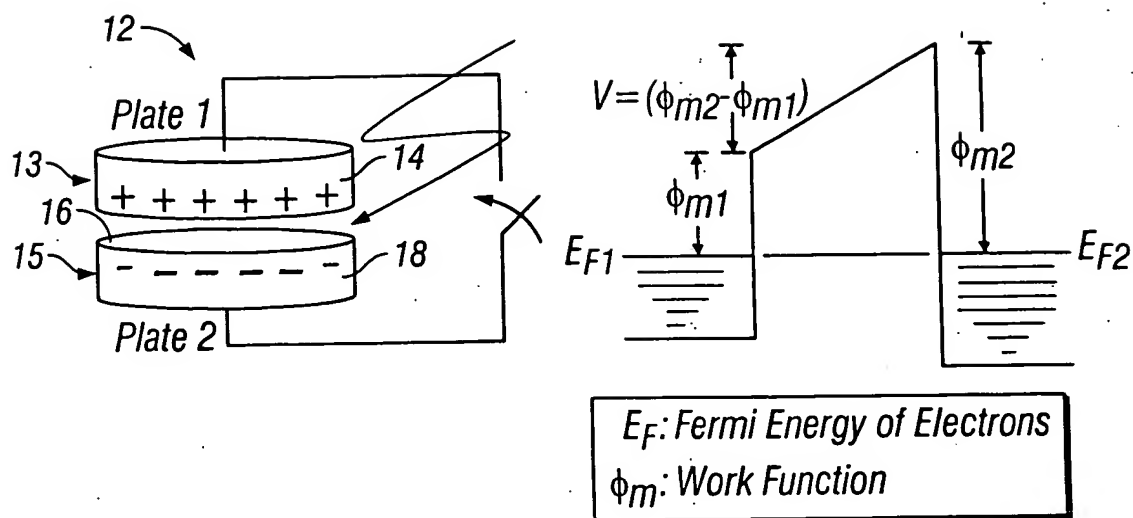 12
Plate 1
13
14
+ + + + + +
16
15
- - - - - -
18
Plate 2
V=(ϕm2-ϕm1)
ϕm1
ϕm2
EF1
EF2
EF: Fermi Energy of Electrons
ϕm: Work Function